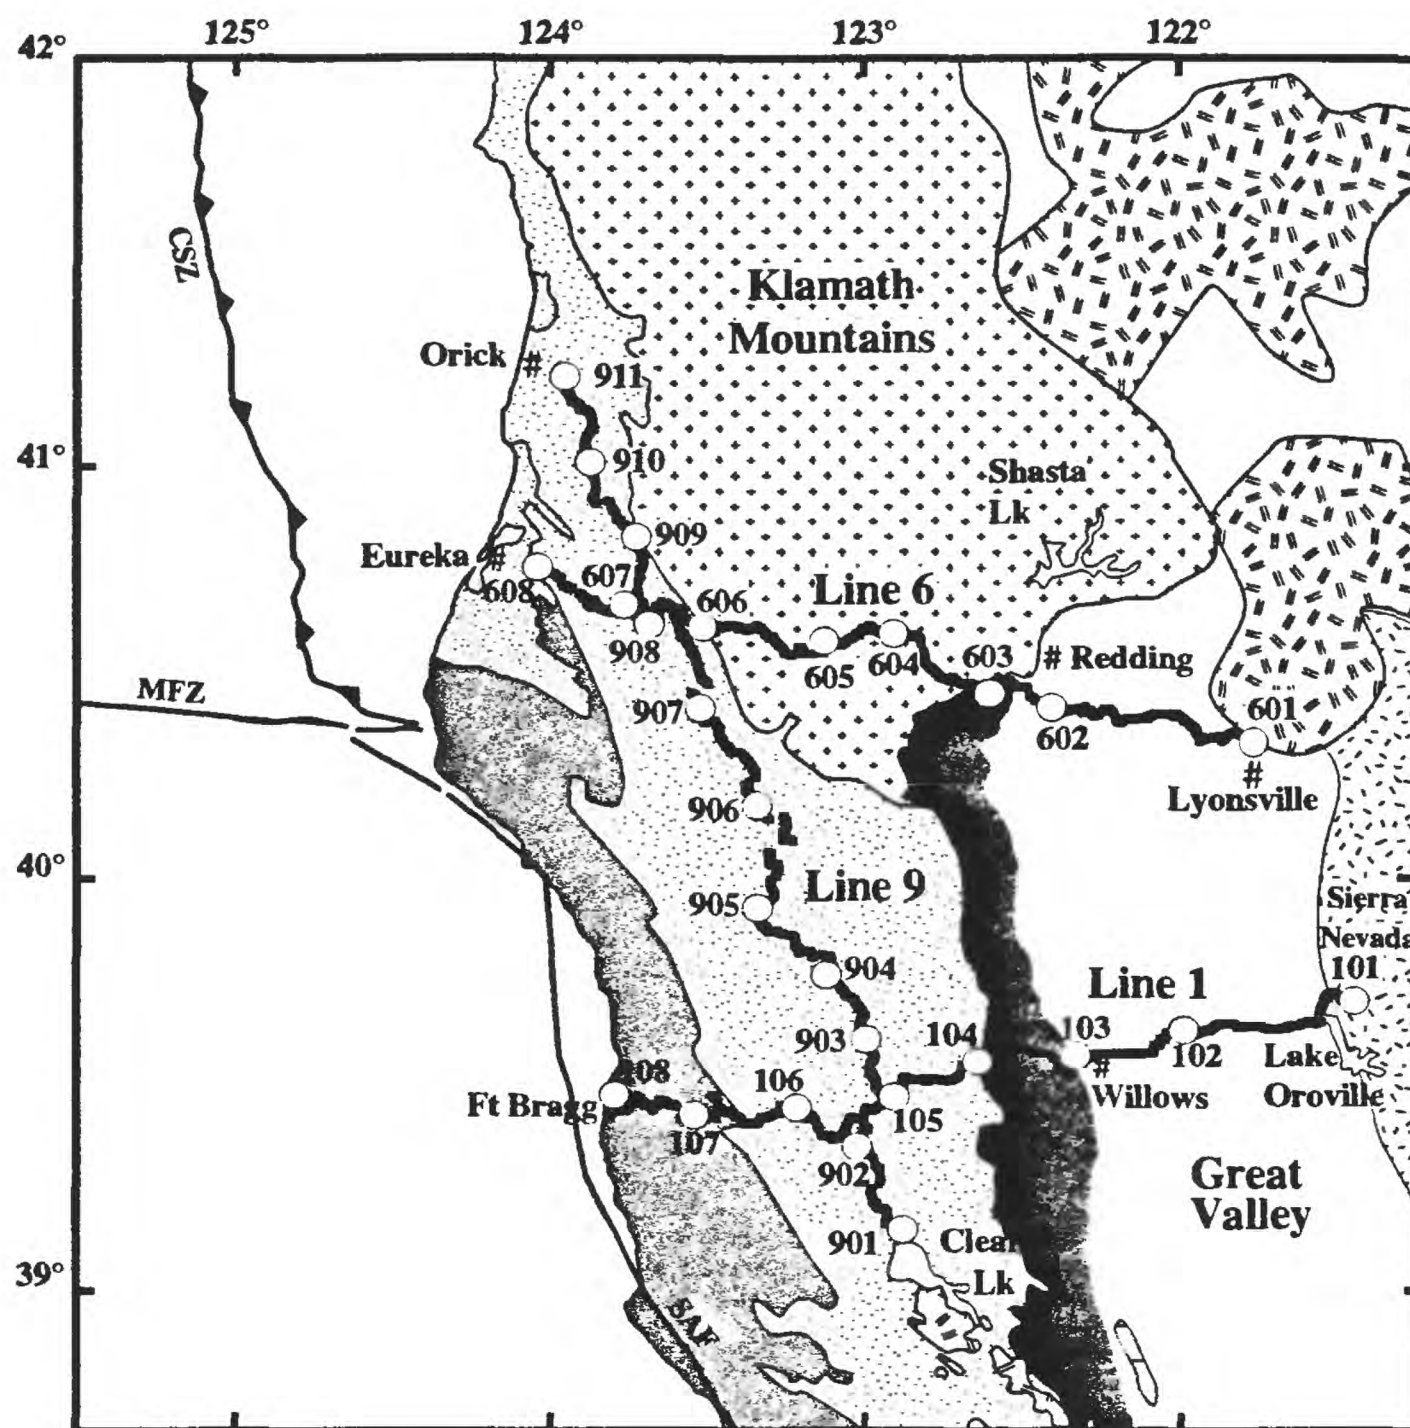 125°
124°
123°
122°
42°
CSZ
Klamath
Mountains
Orick #
911
41°
910
Shasta
Lk
909
Eureka #
607
608
606
Line 6
908
605
604
603
# Redding
MFZ
907
602
601
#
Lyonsville
906
40°
905
Line 9
Sierra
Nevada
904
Line 1
101
903
104
103
102
Lake
Oroville
#
Willows
108
106
Ft Bragg
107
105
902
Great
Valley
901
Clear
Lk
39°
SAF